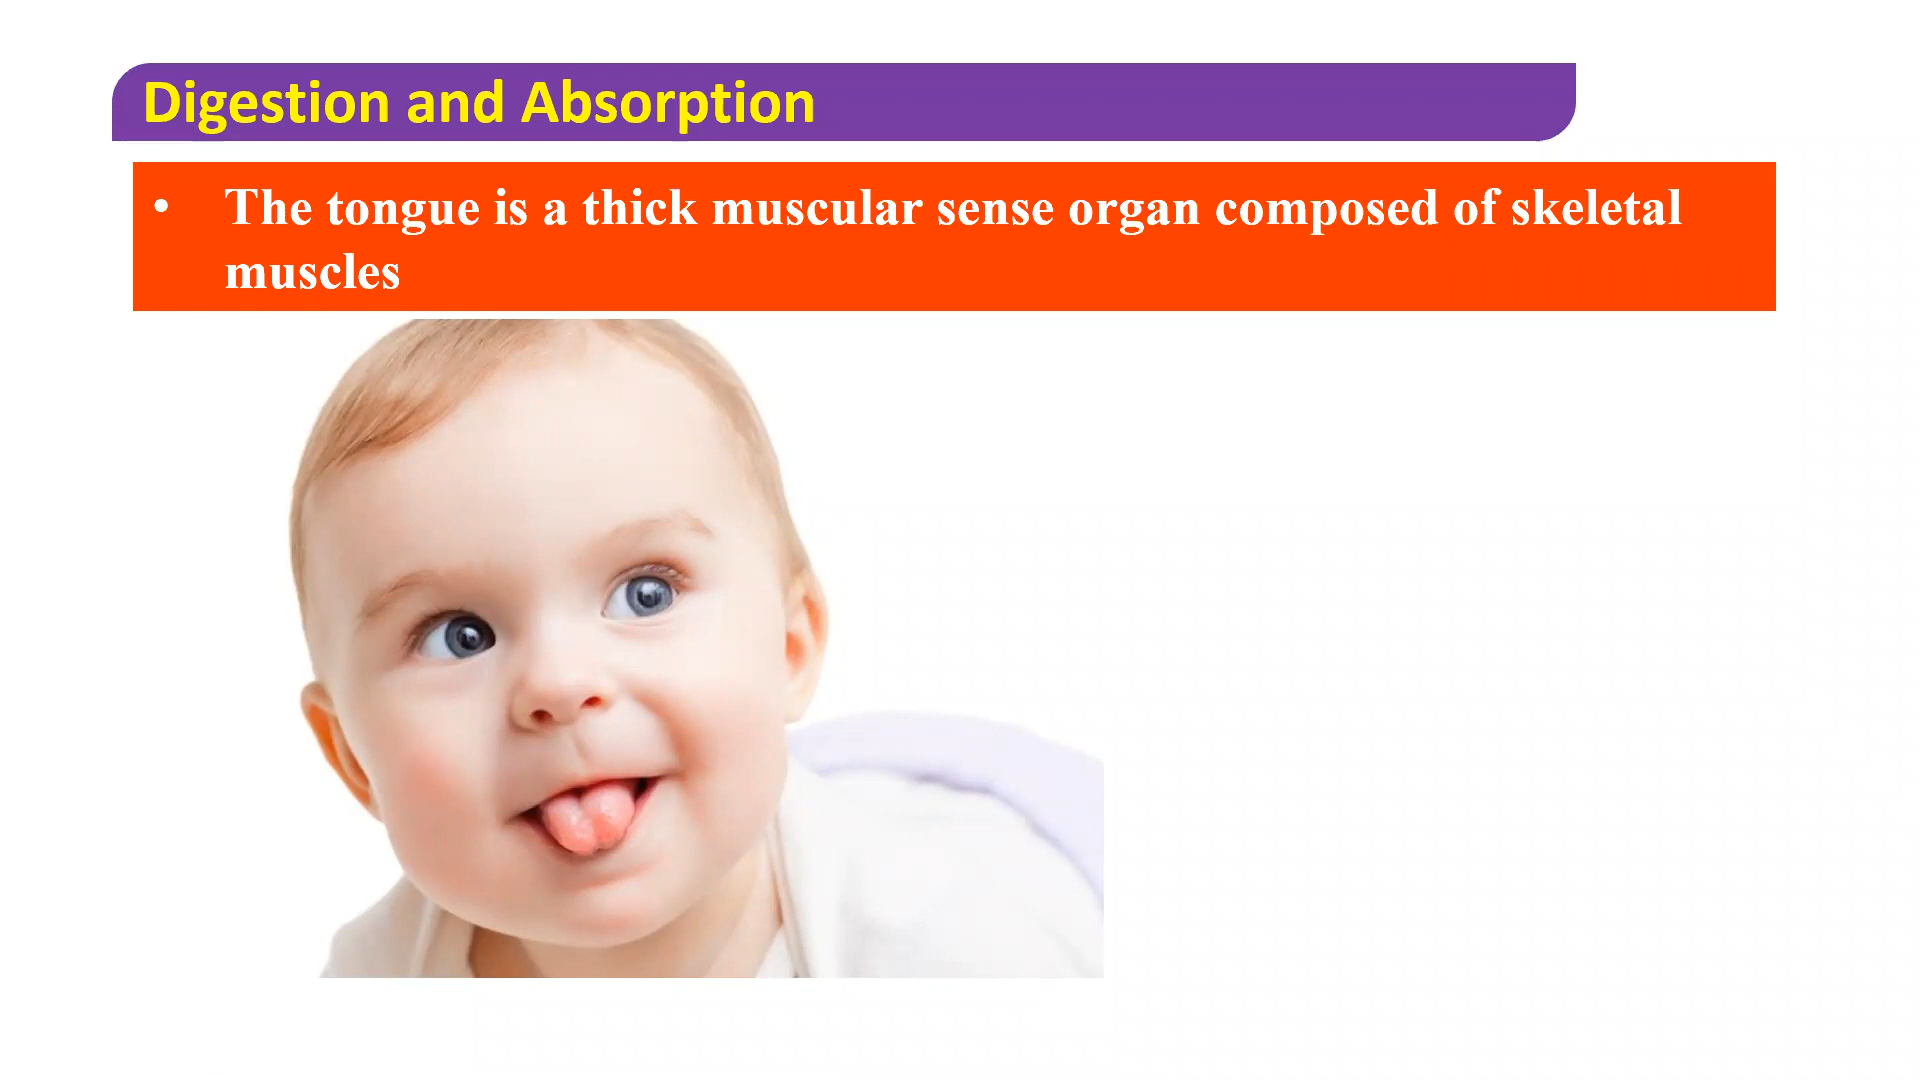 Digestion and Absorption
• The tongue is a thick muscular sense organ composed of skeletal
muscles